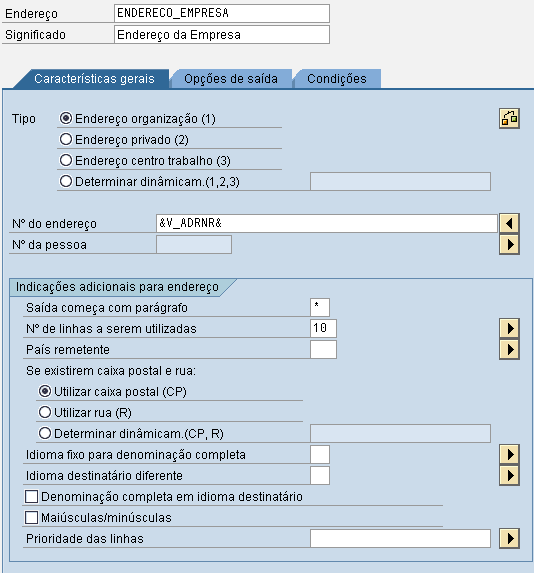 Endereço ENDERECO_EMPRESA
Significado Endereço da Empresa
Características gerais Opções de saída Condições
Tipo Endereço organização (1)
Endereço privado (2)
Endereço centro trabalho (3)
Determinar dinâmicam.(1,2,3)
Nº do endereço &V_ADRNR&
Nº da pessoa
Indicações adicionais para endereço
Saída começa com parágrafo *
Nº de linhas a serem utilizadas 10
País remetente
Se existirem caixa postal e rua:
Utilizar caixa postal (CP)
Utilizar rua (R)
Determinar dinâmicam.(CP, R)
Idioma fixo para denominação completa
Idioma destinatário diferente
Denominação completa em idioma destinatário
Maiúsculas/minúsculas
Prioridade das linhas